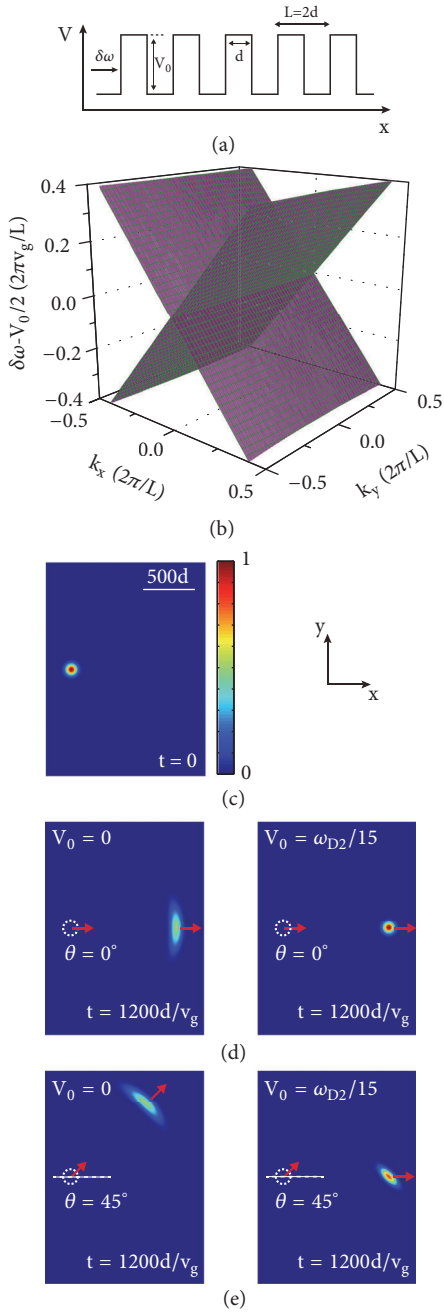 V
δω
V₀
d
L=2d
x
(a)
δω-V₀/2 (2πv_g/L)
0.4
0.2
0.0
−0.2
−0.4
−0.5
0.0
0.5
kₓ (2π/L)
−0.5
0.0
0.5
k_y (2π/L)
(b)
500d
t = 0
1
0
y
x
(c)
V₀ = 0
θ = 0°
t = 1200d/v_g
V₀ = ω_D2/15
θ = 0°
t = 1200d/v_g
(d)
V₀ = 0
θ = 45°
t = 1200d/v_g
V₀ = ω_D2/15
θ = 45°
t = 1200d/v_g
(e)